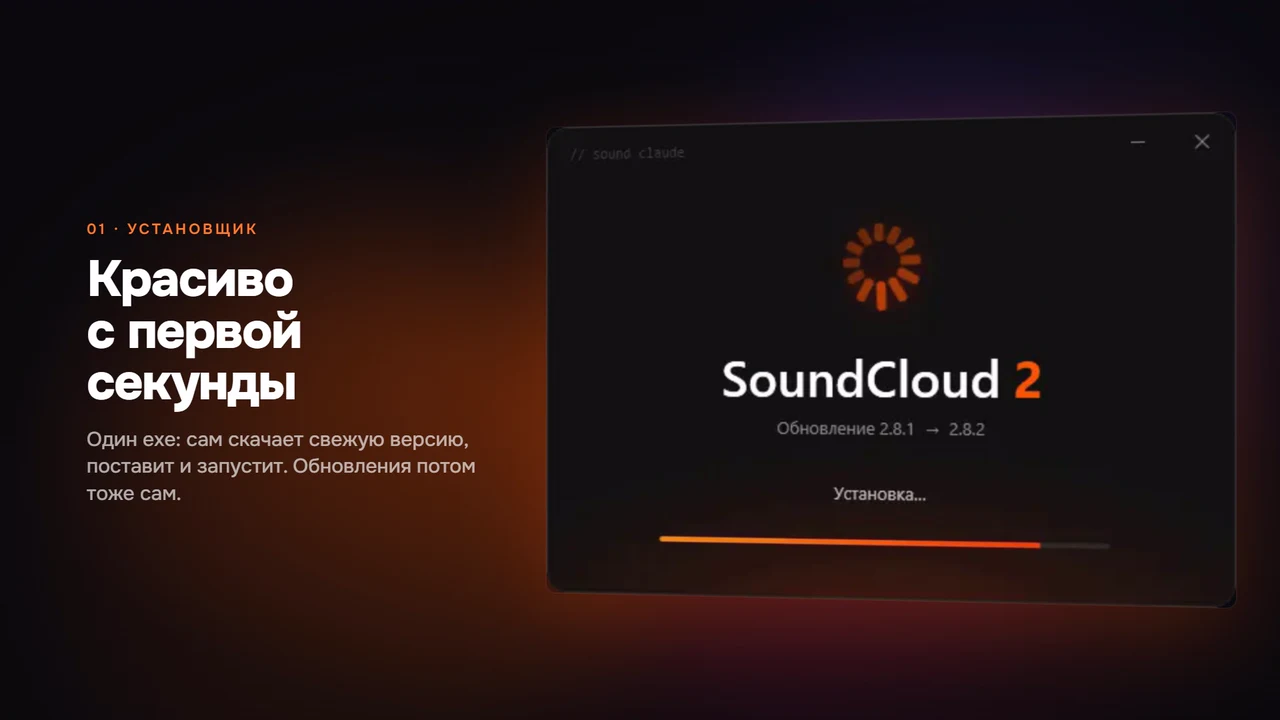 01 · УСТАНОВЩИК
Красиво
с первой
секунды
Один exe: сам скачает свежую версию,
поставит и запустит. Обновления потом
тоже сам.
// sound claude
SoundCloud 2
Обновление 2.8.1 → 2.8.2
Установка...